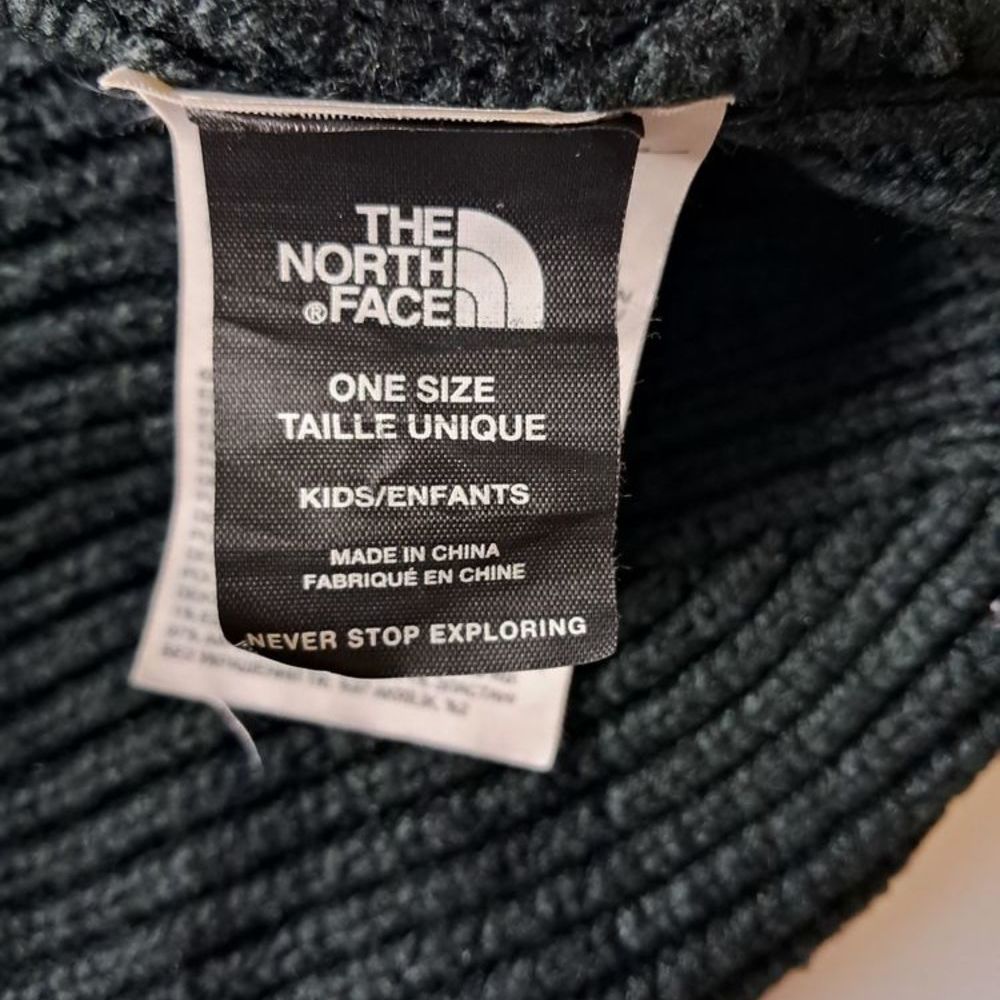 THE
NORTH
®FACE
ONE SIZE
TAILLE UNIQUE
KIDS/ENFANTS
MADE IN CHINA
FABRIQUÉ EN CHINE
NEVER STOP EXPLORING